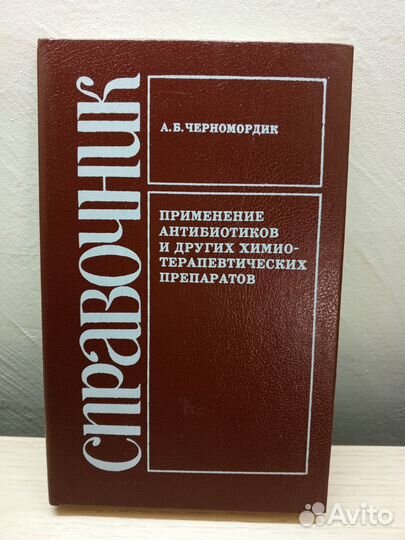 СПРАВОЧНИК
А.Б.ЧЕРНОМОРДИК
ПРИМЕНЕНИЕ
АНТИБИОТИКОВ
И ДРУГИХ ХИМИО-
ТЕРАПЕВТИЧЕСКИХ
ПРЕПАРАТОВ
Avito